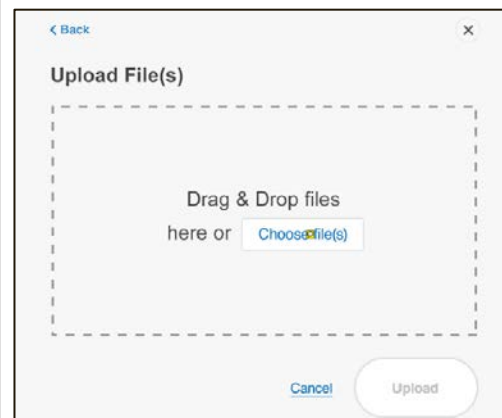 < Back
Upload File(s)
Drag & Drop files
here or Choose file(s)
Cancel Upload